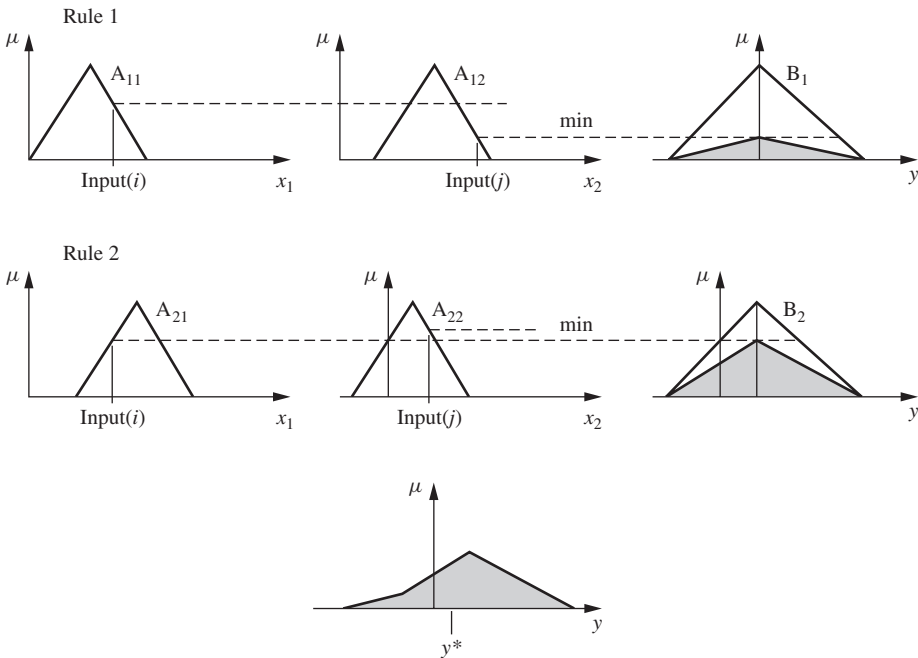 Rule 1
μ μ μ
A11 A12 B1
min
Input(i) x1 Input(j) x2 y
Rule 2
μ μ μ
A21 A22 B2
min
Input(i) x1 Input(j) x2 y
μ
y
y*